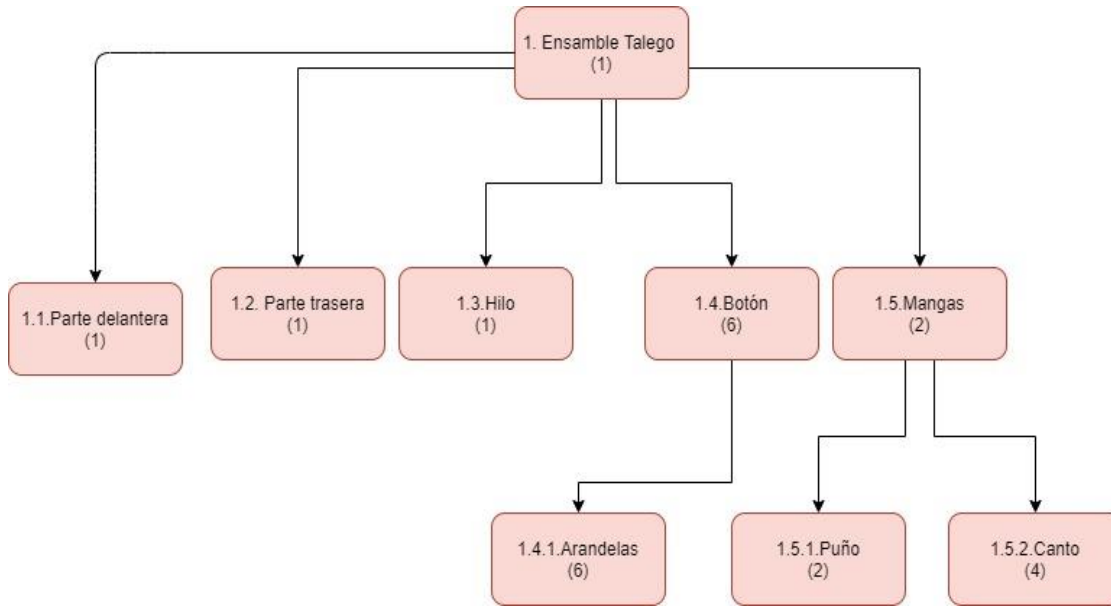 1. Ensamble Talego
(1)
1.1.Parte delantera
(1)
1.2. Parte trasera
(1)
1.3.Hilo
(1)
1.4.Botón
(6)
1.5.Mangas
(2)
1.4.1.Arandelas
(6)
1.5.1.Puño
(2)
1.5.2.Canto
(4)